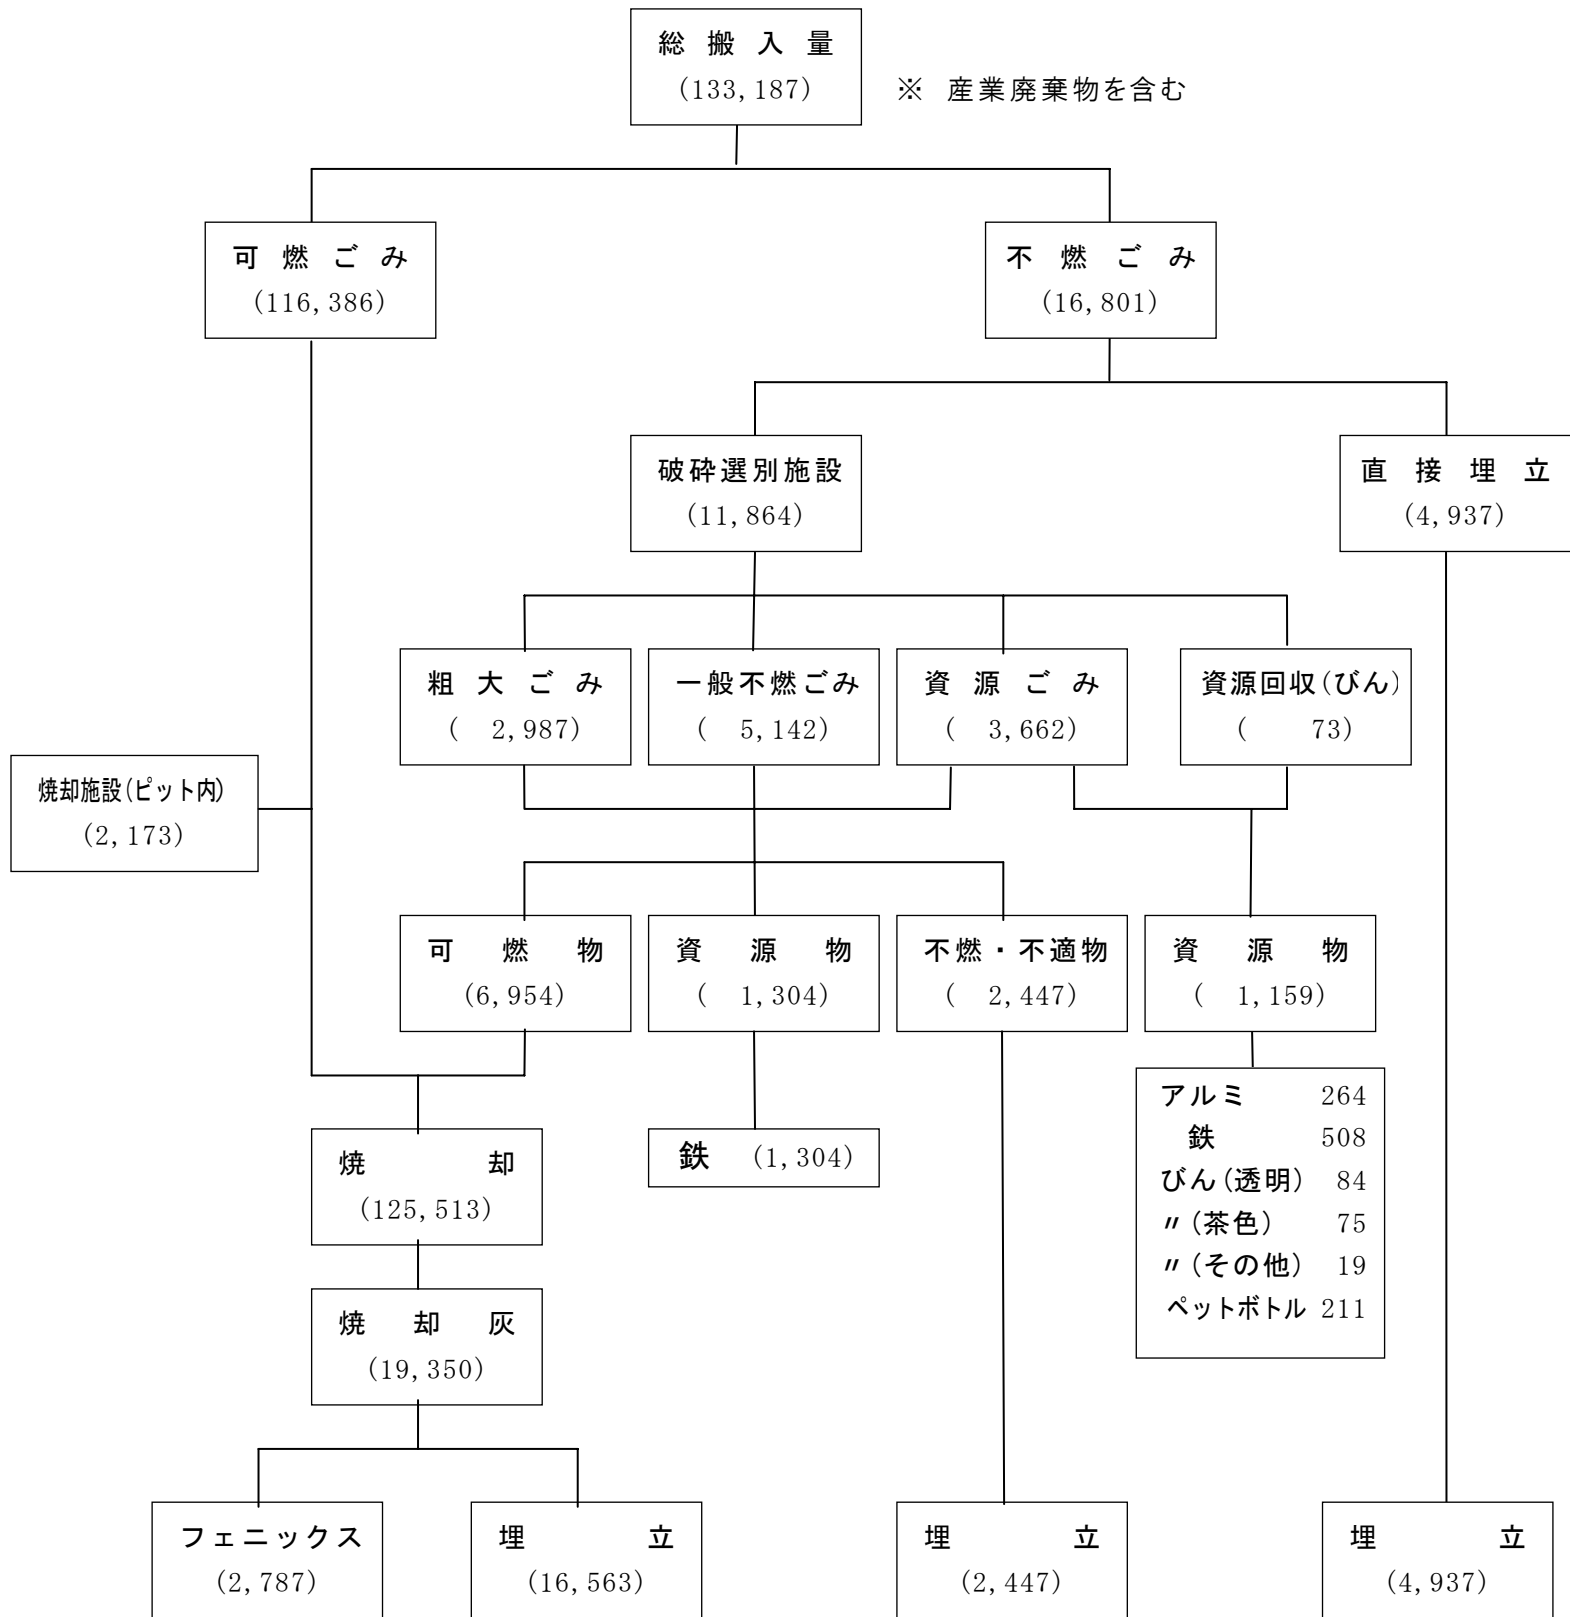 総搬入量
(133,187)
※ 産業廃棄物を含む
可燃ごみ
(116,386)
不燃ごみ
(16,801)
破砕選別施設
(11,864)
直接埋立
(4,937)
粗大ごみ
( 2,987)
一般不燃ごみ
( 5,142)
資源ごみ
( 3,662)
資源回収(びん)
( 73)
焼却施設(ピット内)
(2,173)
可燃物
(6,954)
資源物
( 1,304)
不燃・不適物
( 2,447)
資源物
( 1,159)
鉄 (1,304)
アルミ 264
鉄 508
びん(透明) 84
〃(茶色) 75
〃(その他) 19
ペットボトル 211
焼却
(125,513)
焼却灰
(19,350)
フェニックス
(2,787)
埋立
(16,563)
埋立
(2,447)
埋立
(4,937)